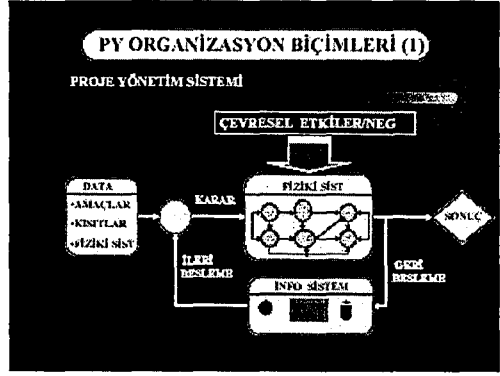 PY ORGANİZASYON BİÇİMLERİ (1)
PROJE YÖNETİM SİSTEMİ
ÇEVRESEL ETKİLER/NEG
DATA
•AMAÇLAR
•KISITLAR
•FİZİKİ SİST
KARAR
FİZİKİ SİST
SONUÇ
İLERİ
BESLEME
GERİ
BESLEME
İNFO SİSTEM